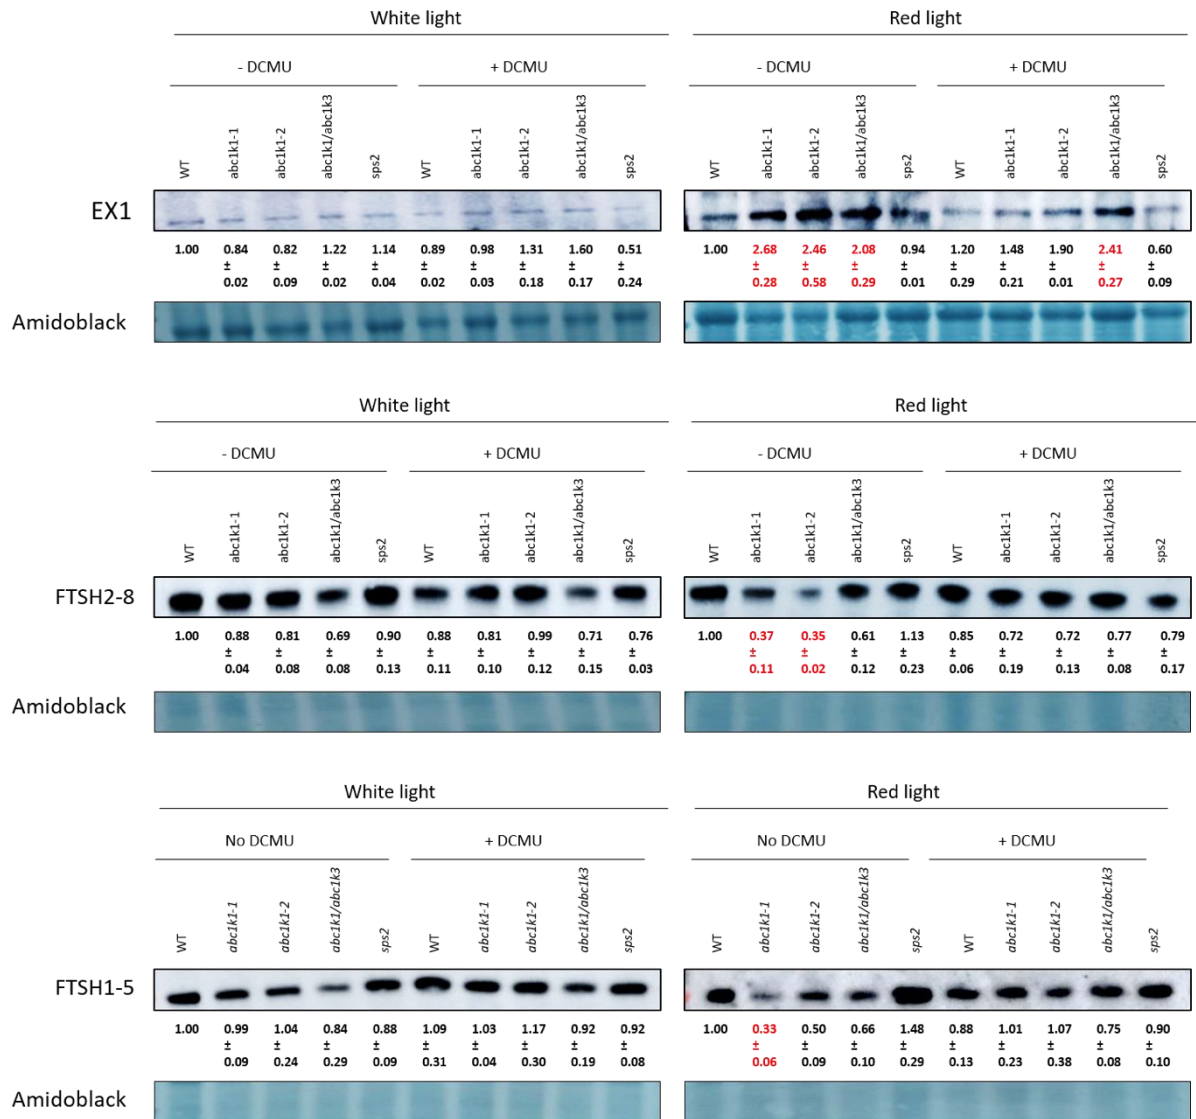 White light Red light
- DCMU + DCMU - DCMU + DCMU
WT abc1k1-1 abc1k1-2 abc1k1/abc1k3 sps2 WT abc1k1-1 abc1k1-2 abc1k1/abc1k3 sps2 WT abc1k1-1 abc1k1-2 abc1k1/abc1k3 sps2 WT abc1k1-1 abc1k1-2 abc1k1/abc1k3 sps2
EX1
1.00 0.84 0.82 1.22 1.14 0.89 0.98 1.31 1.60 0.51 1.00 2.68 2.46 2.08 0.94 1.20 1.48 1.90 2.41 0.60
± ± ± ± ± ± ± ± ± ± ± ± ± ± ± ± ± ±
0.02 0.09 0.02 0.04 0.02 0.03 0.18 0.17 0.24 0.28 0.58 0.29 0.01 0.29 0.21 0.01 0.27 0.09
Amidoblack
White light Red light
- DCMU + DCMU - DCMU + DCMU
WT abc1k1-1 abc1k1-2 abc1k1/abc1k3 sps2 WT abc1k1-1 abc1k1-2 abc1k1/abc1k3 sps2 WT abc1k1-1 abc1k1-2 abc1k1/abc1k3 sps2 WT abc1k1-1 abc1k1-2 abc1k1/abc1k3 sps2
FTSH2-8
1.00 0.88 0.81 0.69 0.90 0.88 0.81 0.99 0.71 0.76 1.00 0.37 0.35 0.61 1.13 0.85 0.72 0.72 0.77 0.79
± ± ± ± ± ± ± ± ± ± ± ± ± ± ± ± ± ±
0.04 0.08 0.08 0.13 0.11 0.10 0.12 0.15 0.03 0.11 0.02 0.12 0.23 0.06 0.19 0.13 0.08 0.17
Amidoblack
White light Red light
No DCMU + DCMU No DCMU + DCMU
WT abc1k1-1 abc1k1-2 abc1k1/abc1k3 sps2 WT abc1k1-1 abc1k1-2 abc1k1/abc1k3 sps2 WT abc1k1-1 abc1k1-2 abc1k1/abc1k3 sps2 WT abc1k1-1 abc1k1-2 abc1k1/abc1k3 sps2
FTSH1-5
1.00 0.99 1.04 0.84 0.88 1.09 1.03 1.17 0.92 0.92 1.00 0.33 0.50 0.66 1.48 0.88 1.01 1.07 0.75 0.90
± ± ± ± ± ± ± ± ± ± ± ± ± ± ± ± ± ±
0.09 0.24 0.29 0.09 0.31 0.04 0.30 0.19 0.08 0.06 0.09 0.10 0.29 0.13 0.23 0.38 0.08 0.10
Amidoblack